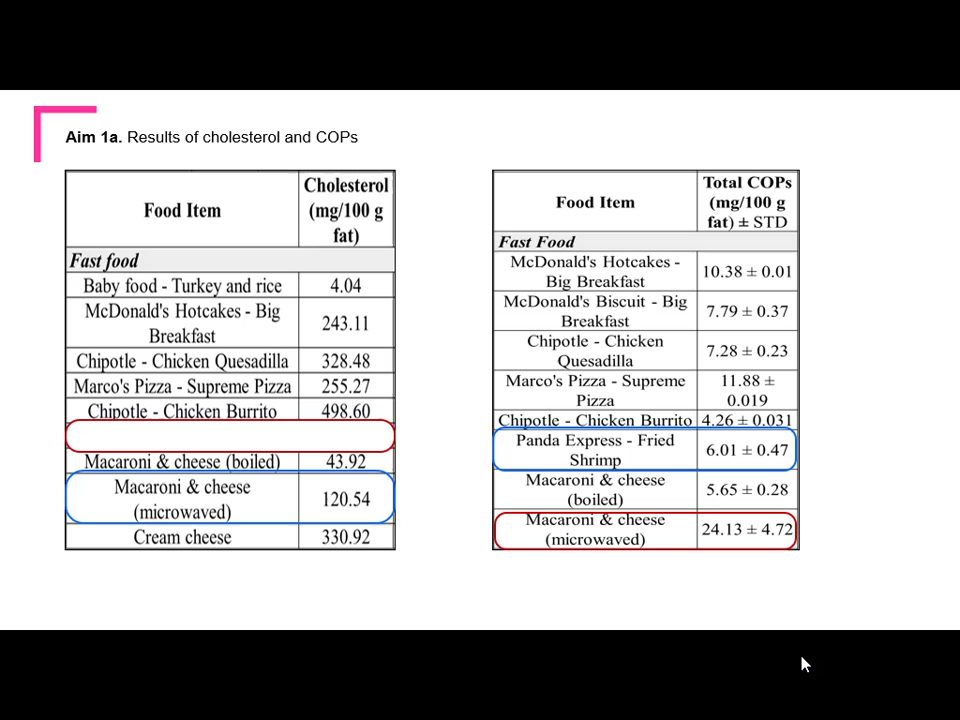 Aim 1a. Results of cholesterol and COPs
Food Item
Cholesterol
(mg/100 g
fat)
Fast food
Baby food - Turkey and rice
4.04
McDonald's Hotcakes - Big
Breakfast
243.11
Chipotle - Chicken Quesadilla
328.48
Marco's Pizza - Supreme Pizza
255.27
Chipotle - Chicken Burrito
498.60
Macaroni & cheese (boiled)
43.92
Macaroni & cheese
(microwaved)
120.54
Cream cheese
330.92
Food Item
Total COPs
(mg/100 g
fat) ± STD
Fast Food
McDonald's Hotcakes -
Big Breakfast
10.38 ± 0.01
McDonald's Biscuit - Big
Breakfast
7.79 ± 0.37
Chipotle - Chicken
Quesadilla
7.28 ± 0.23
Marco's Pizza - Supreme
Pizza
11.88 ±
0.019
Chipotle - Chicken Burrito
4.26 ± 0.031
Panda Express - Fried
Shrimp
6.01 ± 0.47
Macaroni & cheese
(boiled)
5.65 ± 0.28
Macaroni & cheese
(microwaved)
24.13 ± 4.72